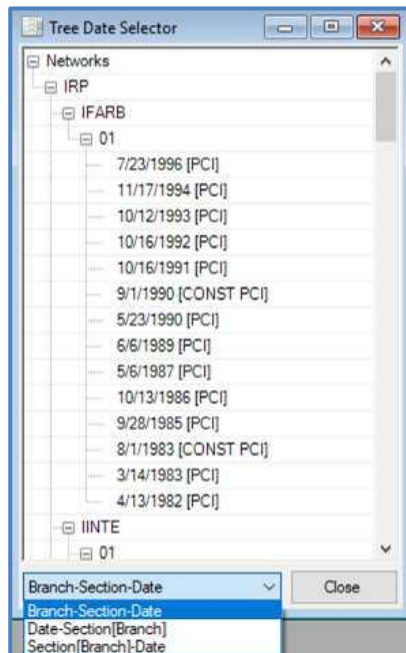 Tree Date Selector
Networks
IRP
IFARB
01
7/23/1996 [PCI]
11/17/1994 [PCI]
10/12/1993 [PCI]
10/16/1992 [PCI]
10/16/1991 [PCI]
9/1/1990 [CONST PCI]
5/23/1990 [PCI]
6/6/1989 [PCI]
5/6/1987 [PCI]
10/13/1986 [PCI]
9/28/1985 [PCI]
8/1/1983 [CONST PCI]
3/14/1983 [PCI]
4/13/1982 [PCI]
IINTE
01
Branch-Section-Date Close
Branch-Section-Date
Date-Section[Branch]
Section[Branch]-Date